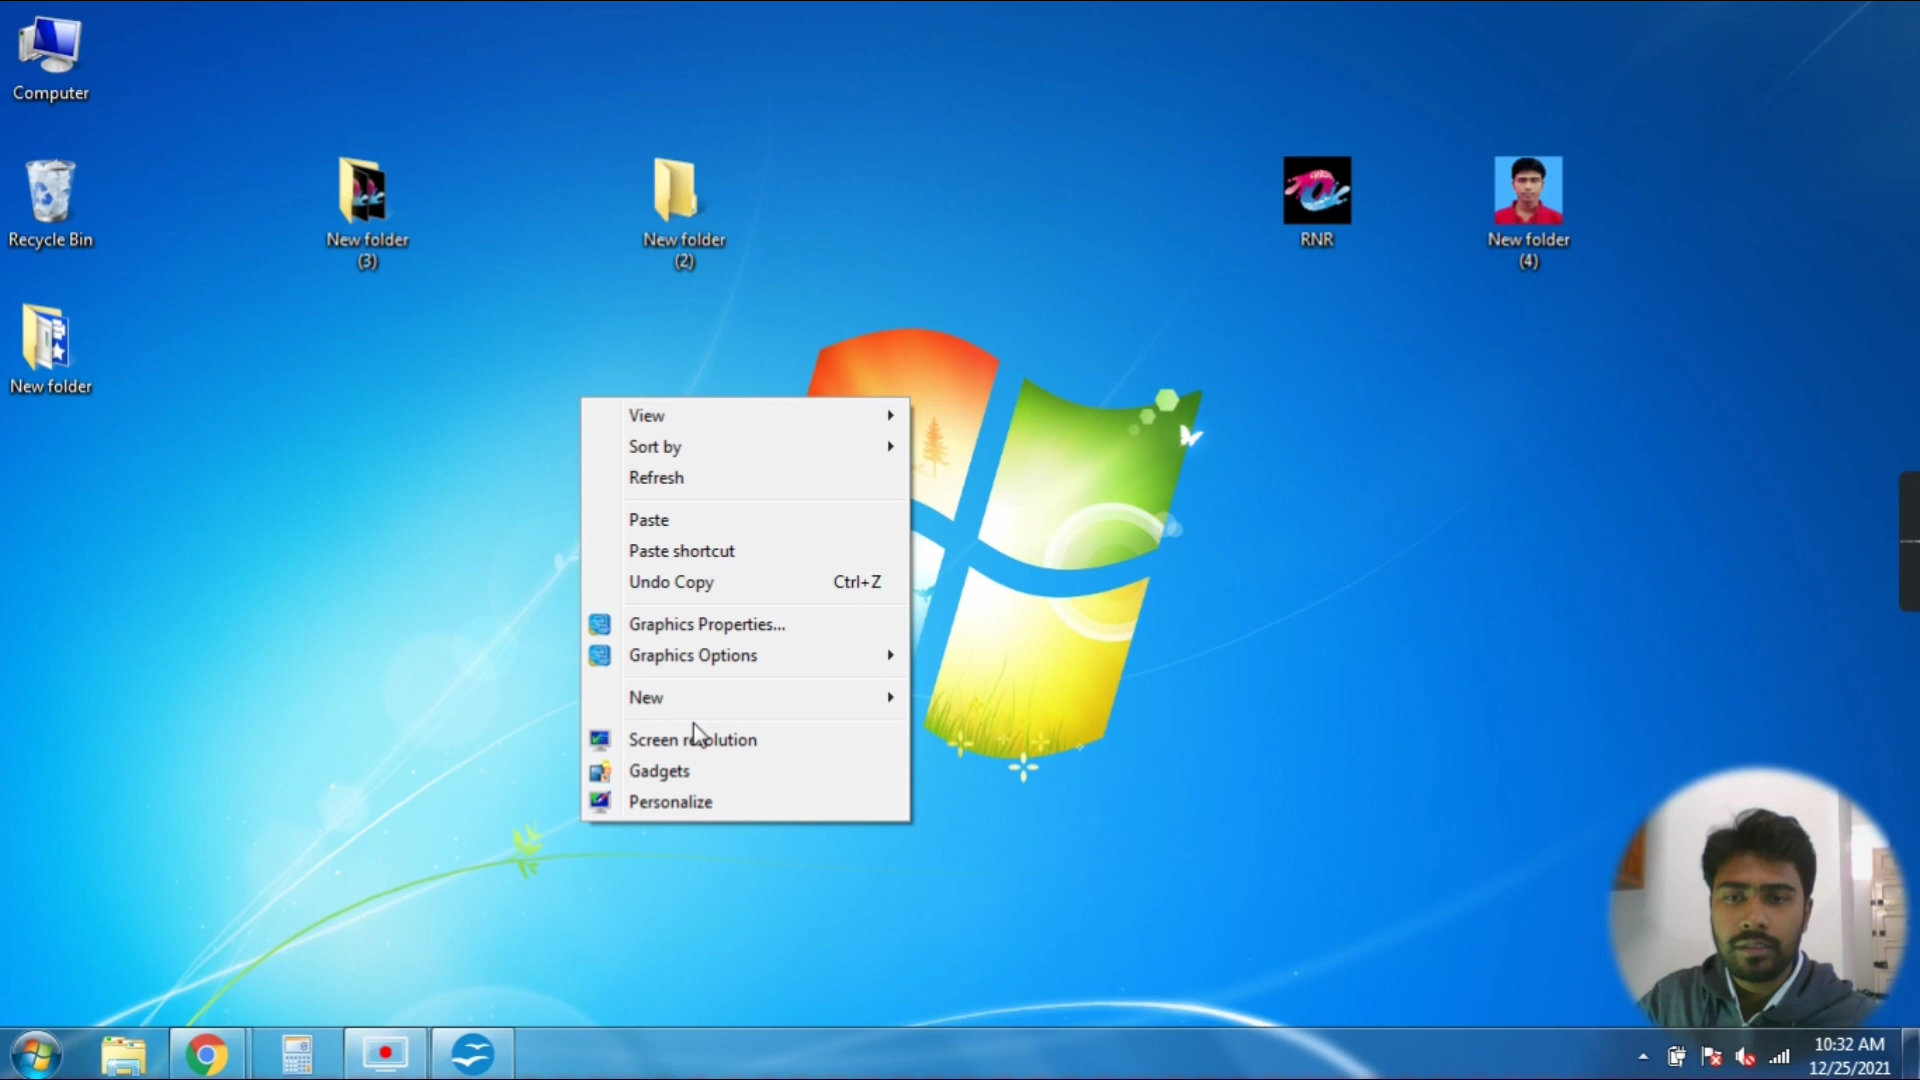 Computer
Recycle Bin
New folder
New folder
(3)
New folder
(2)
RNR
New folder
(4)
View
Sort by
Refresh
Paste
Paste shortcut
Undo Copy Ctrl+Z
Graphics Properties...
Graphics Options
New
Screen resolution
Gadgets
Personalize
10:32 AM
12/25/2021